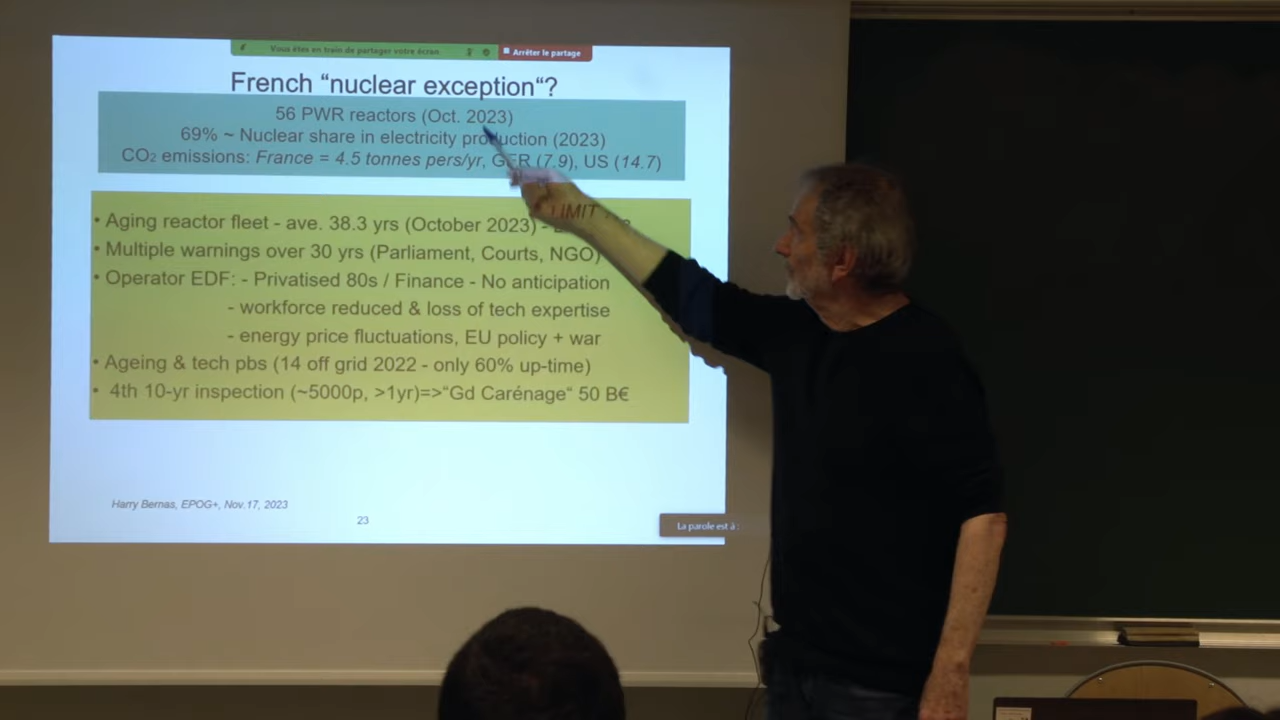 Vous êtes en train de partager votre écran
Arrêter le partage
French “nuclear exception“?
56 PWR reactors (Oct. 2023)
69% ~ Nuclear share in electricity production (2023)
CO2 emissions: France = 4.5 tonnes pers/yr, GER (7.9), US (14.7)
• Aging reactor fleet - ave. 38.3 yrs (October 2023) - LIMIT
• Multiple warnings over 30 yrs (Parliament, Courts, NGO)
• Operator EDF: - Privatised 80s / Finance - No anticipation
- workforce reduced & loss of tech expertise
- energy price fluctuations, EU policy + war
• Ageing & tech pbs (14 off grid 2022 - only 60% up-time)
• 4th 10-yr inspection (~5000p, >1yr)=>“Gd Carénage“ 50 B€
Harry Bernas, EPOG+, Nov.17, 2023
23
La parole est à :